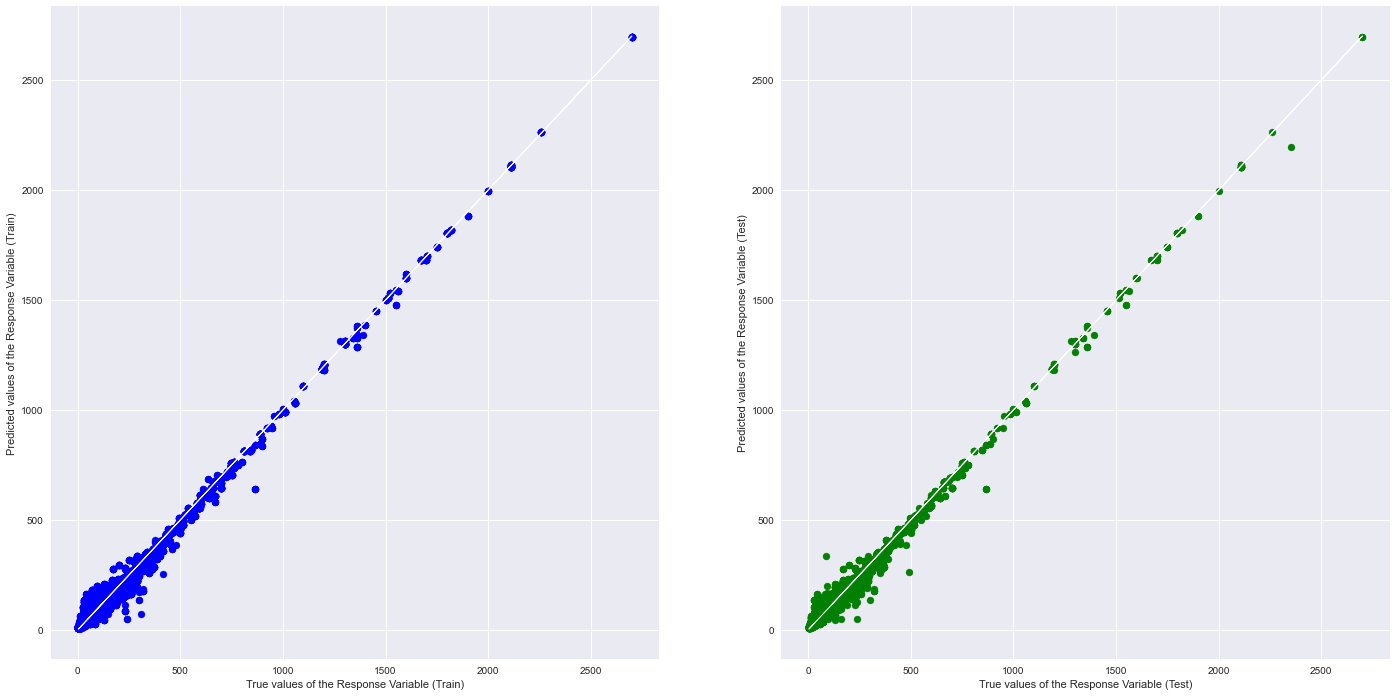 Predicted values of the Response Variable (Train)
2500
2000
1500
1000
500
0
0 500 1000 1500 2000 2500
True values of the Response Variable (Train)
Predicted values of the Response Variable (Test)
2500
2000
1500
1000
500
0
0 500 1000 1500 2000 2500
True values of the Response Variable (Test)